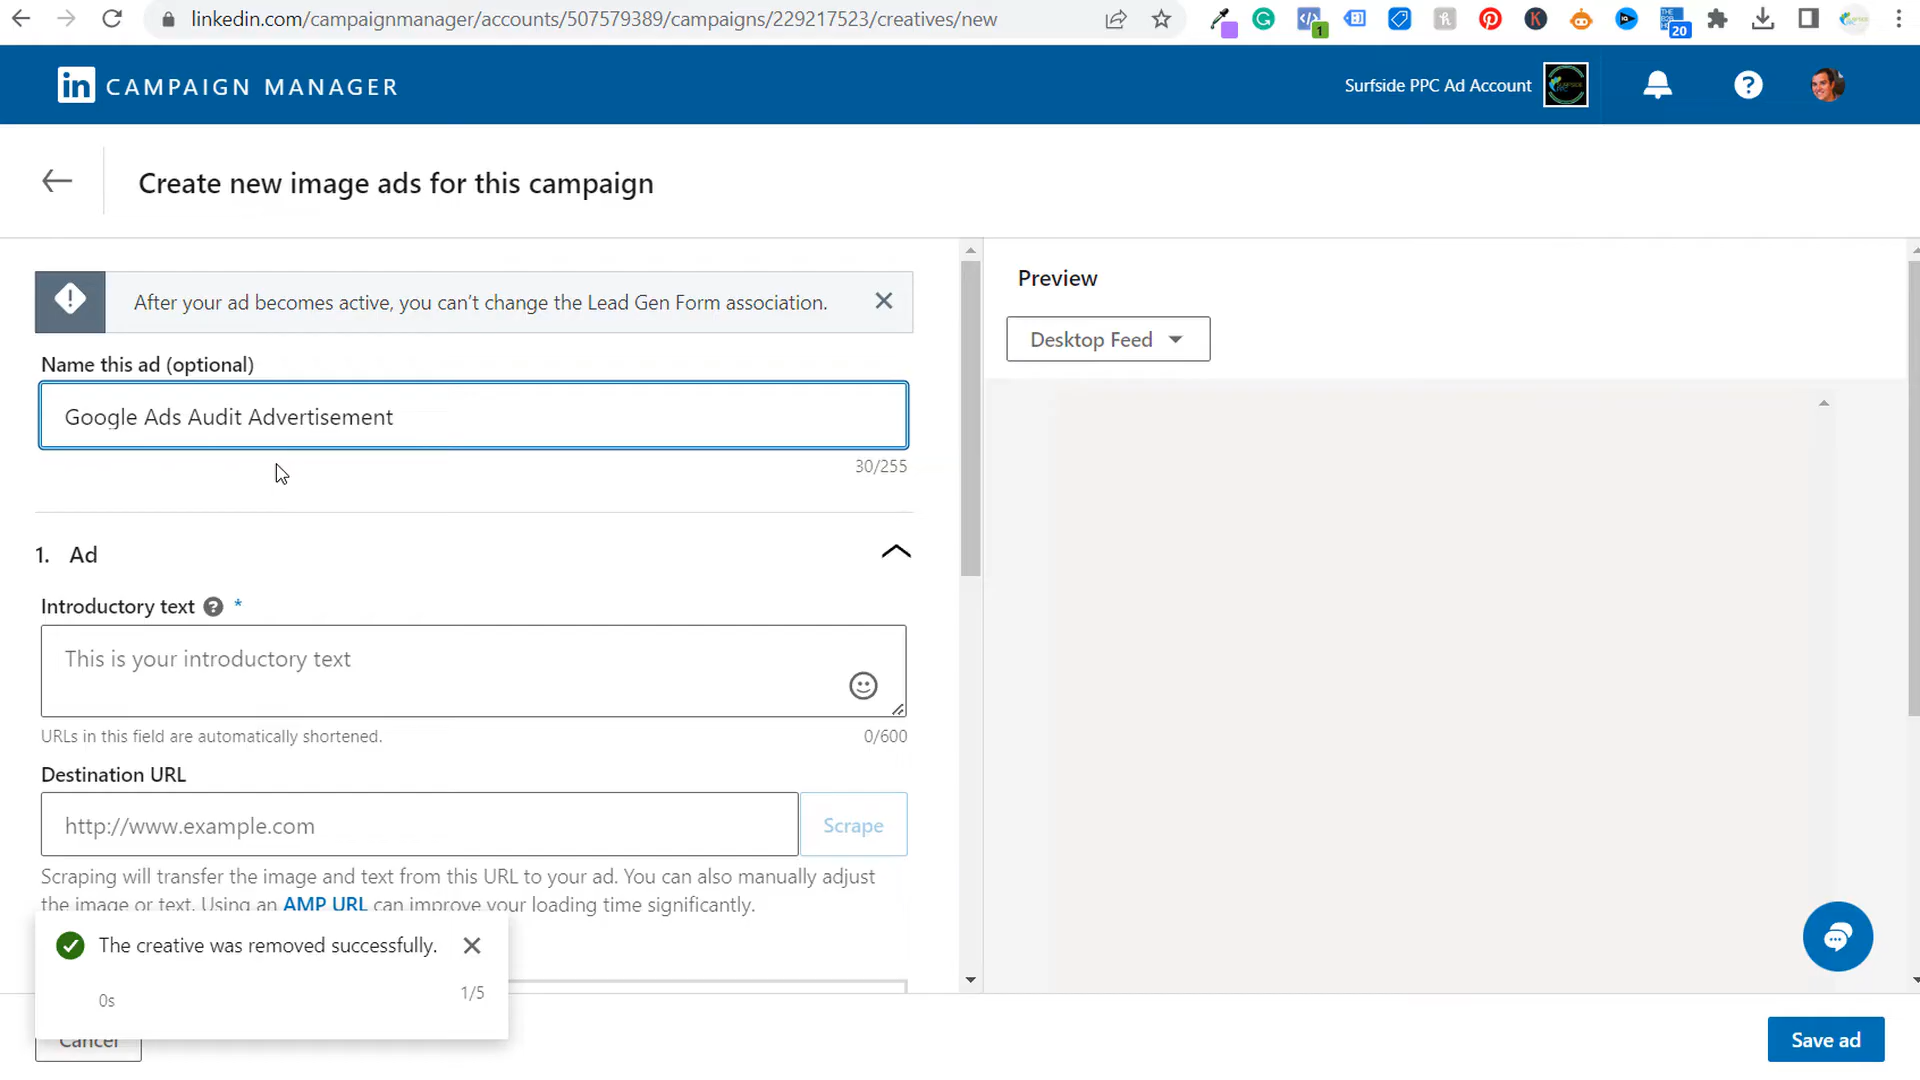 linkedin.com/campaignmanager/accounts/507579389/campaigns/229217523/creatives/new
1
20
in CAMPAIGN MANAGER
Surfside PPC Ad Account
Create new image ads for this campaign
After your ad becomes active, you can’t change the Lead Gen Form association.
Name this ad (optional)
Google Ads Audit Advertisement
30/255
1. Ad
Introductory text ? *
This is your introductory text
URLs in this field are automatically shortened.
0/600
Destination URL
http://www.example.com
Scrape
Scraping will transfer the image and text from this URL to your ad. You can also manually adjust
the image or text. Using an AMP URL can improve your loading time significantly.
The creative was removed successfully.
0s
1/5
Cancel
Preview
Desktop Feed
Save ad